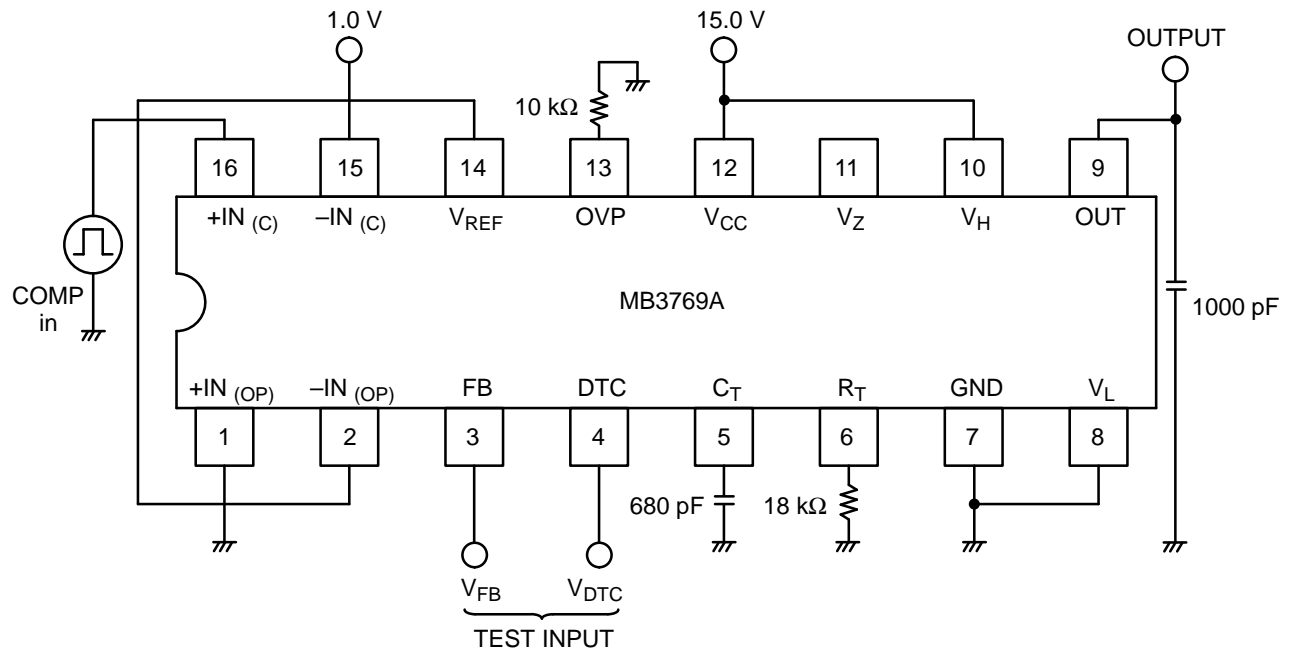 1.0 V
15.0 V
OUTPUT
10 kΩ
16
15
14
13
12
11
10
9
+IN (C)
–IN (C)
VREF
OVP
VCC
VZ
VH
OUT
COMP
in
MB3769A
1000 pF
+IN (OP)
–IN (OP)
FB
DTC
CT
RT
GND
VL
1
2
3
4
5
6
7
8
680 pF
18 kΩ
VFB
VDTC
TEST INPUT